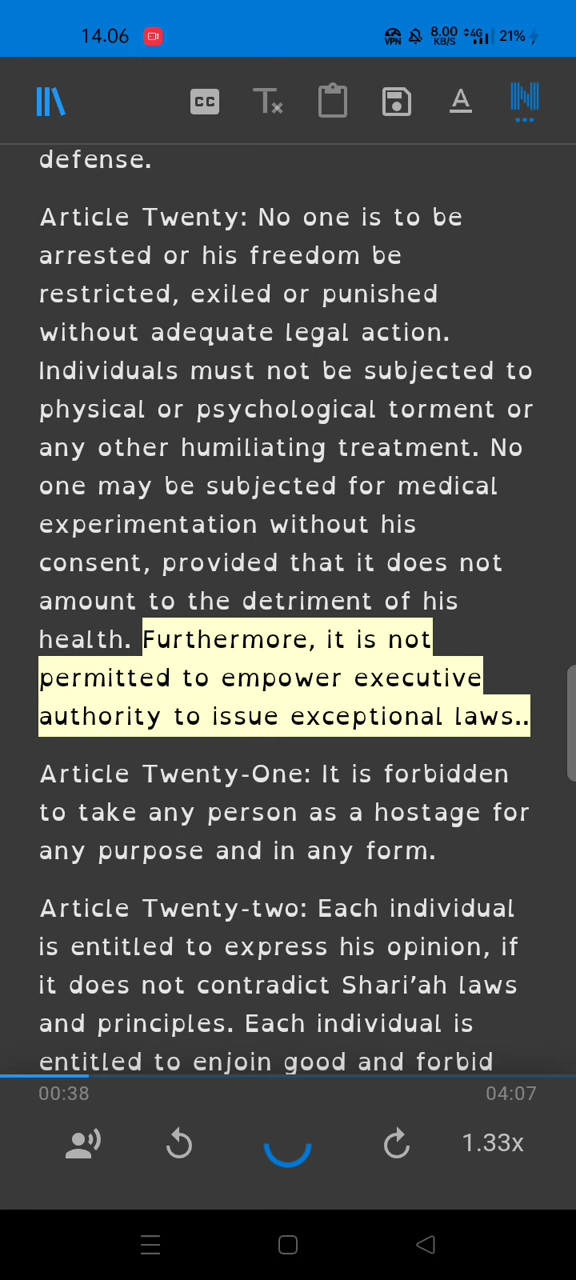 14.06
VPN
8.00
KB/S
4G
21%
CC
T×
A
N
defense.
Article Twenty: No one is to be
arrested or his freedom be
restricted, exiled or punished
without adequate legal action.
Individuals must not be subjected to
physical or psychological torment or
any other humiliating treatment. No
one may be subjected for medical
experimentation without his
consent, provided that it does not
amount to the detriment of his
health. Furthermore, it is not
permitted to empower executive
authority to issue exceptional laws..
Article Twenty-One: It is forbidden
to take any person as a hostage for
any purpose and in any form.
Article Twenty-two: Each individual
is entitled to express his opinion, if
it does not contradict Shari’ah laws
and principles. Each individual is
entitled to enjoin good and forbid
00:38
04:07
1.33x